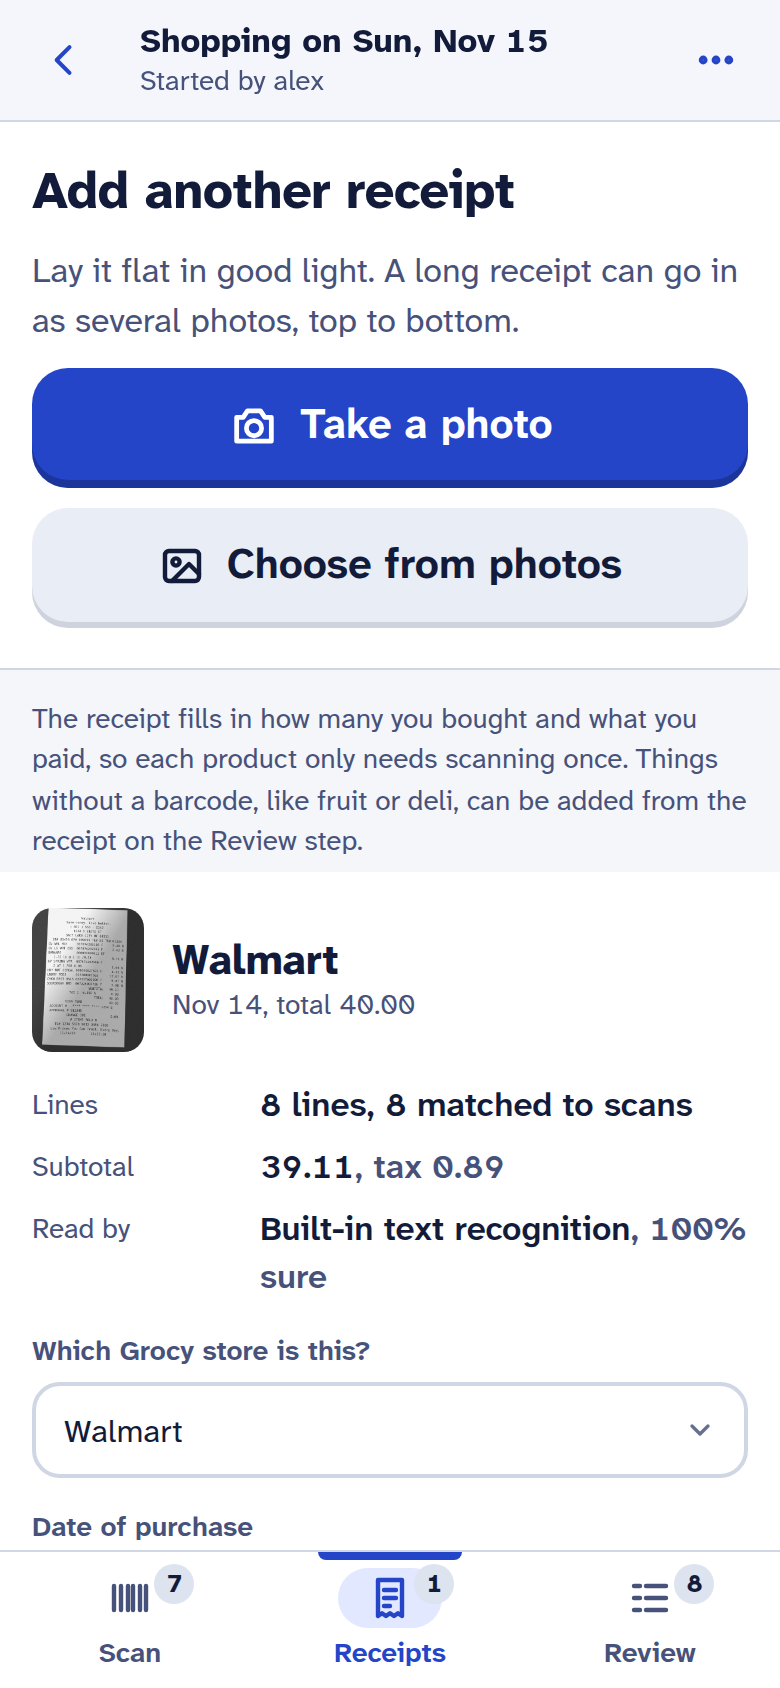 Shopping on Sun, Nov 15
Started by alex
Add another receipt
Lay it flat in good light. A long receipt can go in
as several photos, top to bottom.
Take a photo
Choose from photos
The receipt fills in how many you bought and what you
paid, so each product only needs scanning once. Things
without a barcode, like fruit or deli, can be added from the
receipt on the Review step.
Walmart
Nov 14, total 40.00
Lines
8 lines, 8 matched to scans
Subtotal
39.11, tax 0.89
Read by
Built-in text recognition, 100%
sure
Which Grocy store is this?
Walmart
Date of purchase
7
1
8
Scan
Receipts
Review